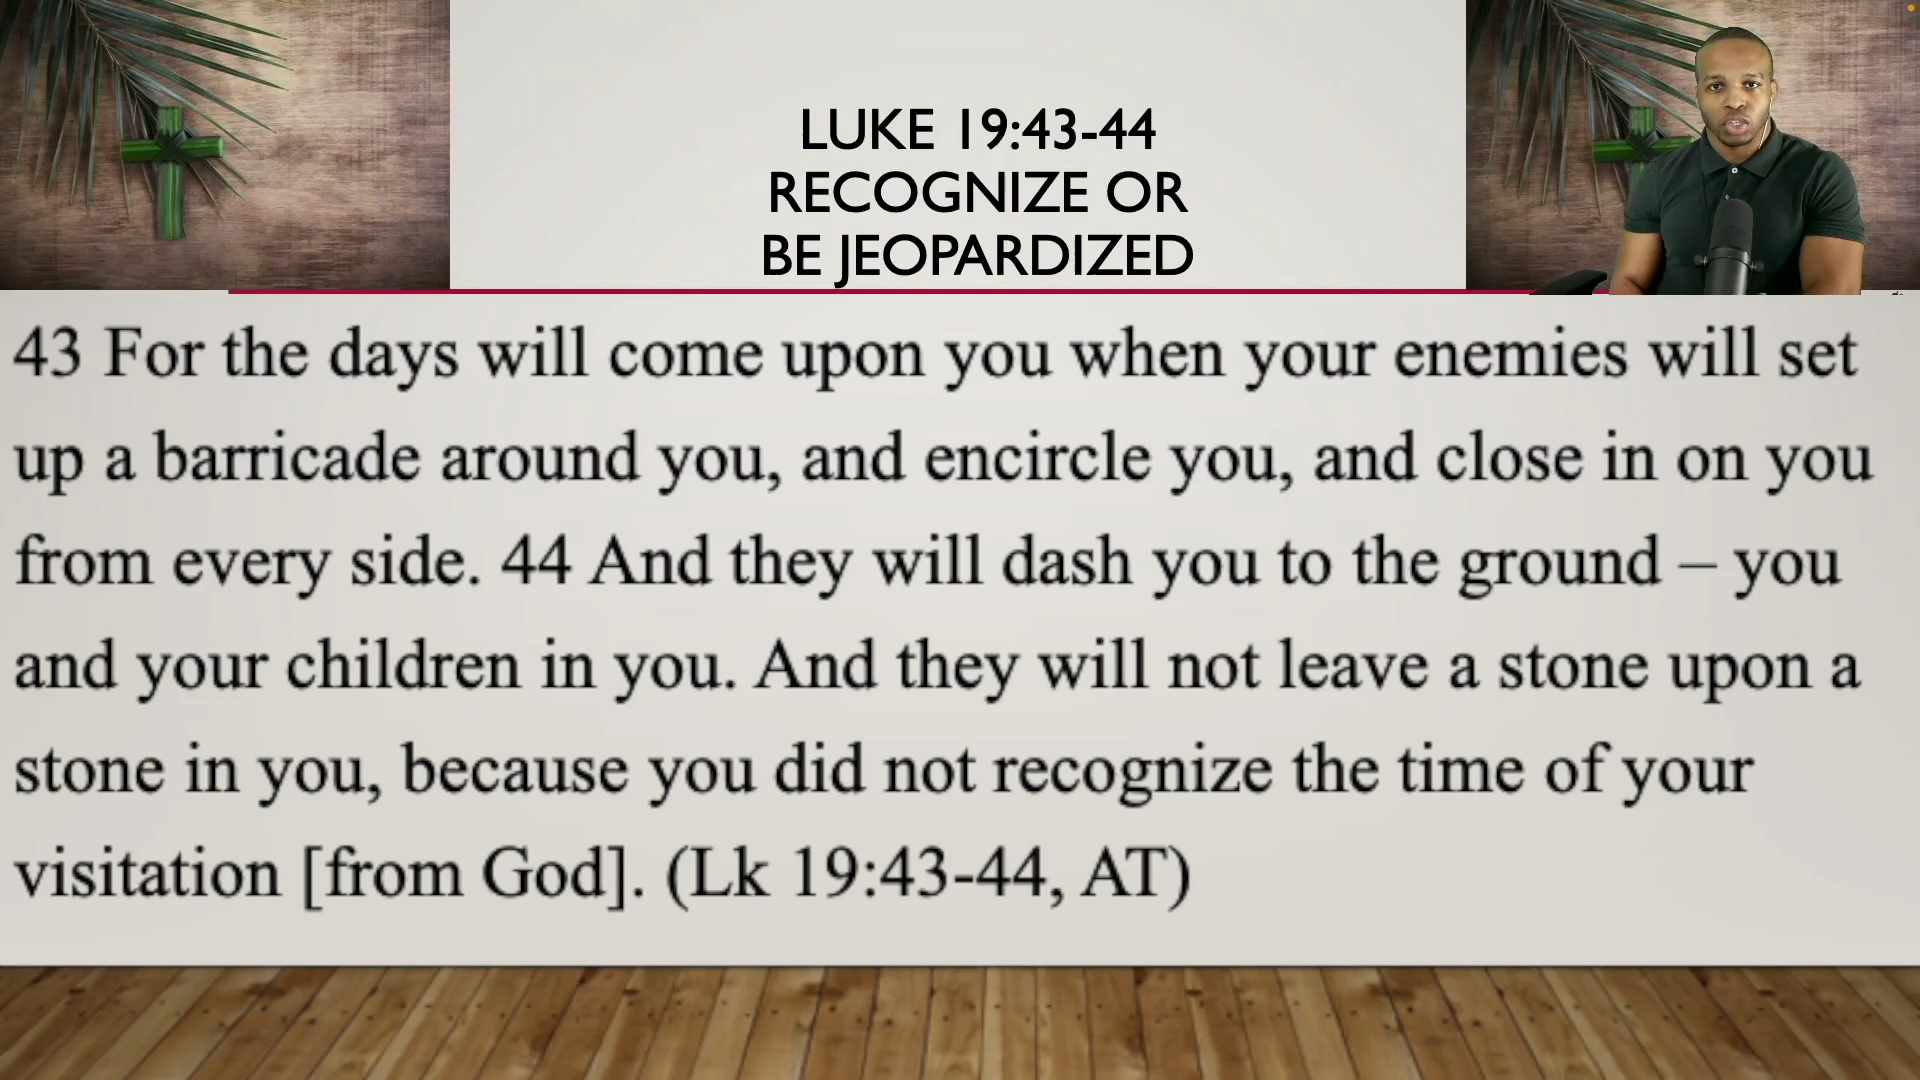 LUKE 19:43-44
RECOGNIZE OR
BE JEOPARDIZED
43 For the days will come upon you when your enemies will set
up a barricade around you, and encircle you, and close in on you
from every side. 44 And they will dash you to the ground – you
and your children in you. And they will not leave a stone upon a
stone in you, because you did not recognize the time of your
visitation [from God]. (Lk 19:43-44, AT)